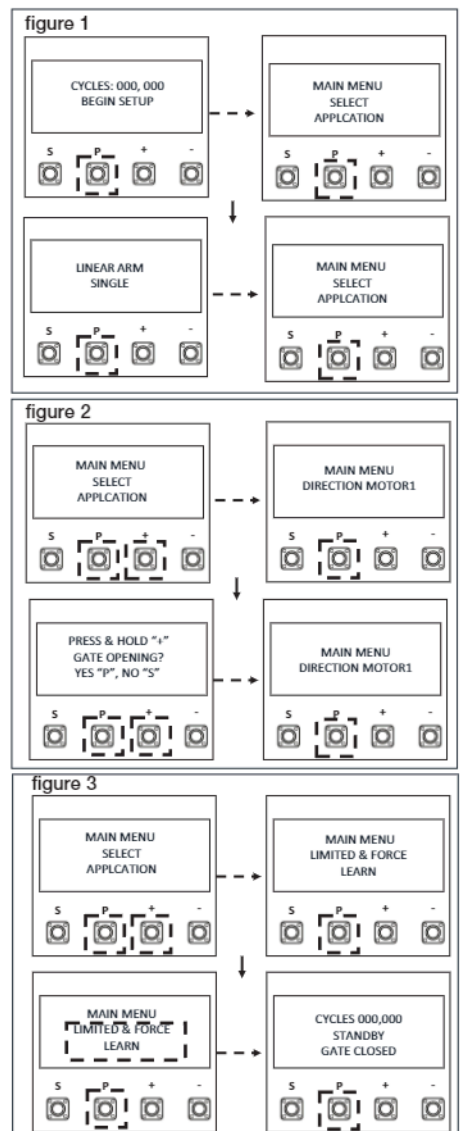 figure 1
CYCLES: 000, 000
BEGIN SETUP
S P + -
MAIN MENU
SELECT
APPLCATION
S P + -
LINEAR ARM
SINGLE
S P + -
MAIN MENU
SELECT
APPLCATION
S P + -
figure 2
MAIN MENU
SELECT
APPLCATION
S P + -
MAIN MENU
DIRECTION MOTOR1
S P + -
PRESS & HOLD "+"
GATE OPENING?
YES "P", NO "S"
S P + -
MAIN MENU
DIRECTION MOTOR1
S P + -
figure 3
MAIN MENU
SELECT
APPLCATION
S P + -
MAIN MENU
LIMITED & FORCE
LEARN
S P + -
MAIN MENU
LIMITED & FORCE
LEARN
S P + -
CYCLES 000,000
STANDBY
GATE CLOSED
S P + -